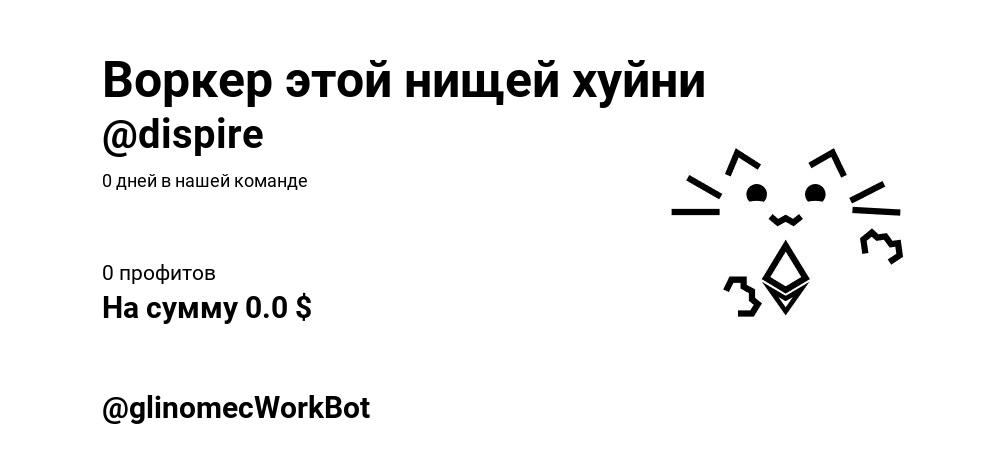 Воркер этой нищей хуйни
@dispire
0 дней в нашей команде
0 профитов
На сумму 0.0 $
@glinomecWorkBot